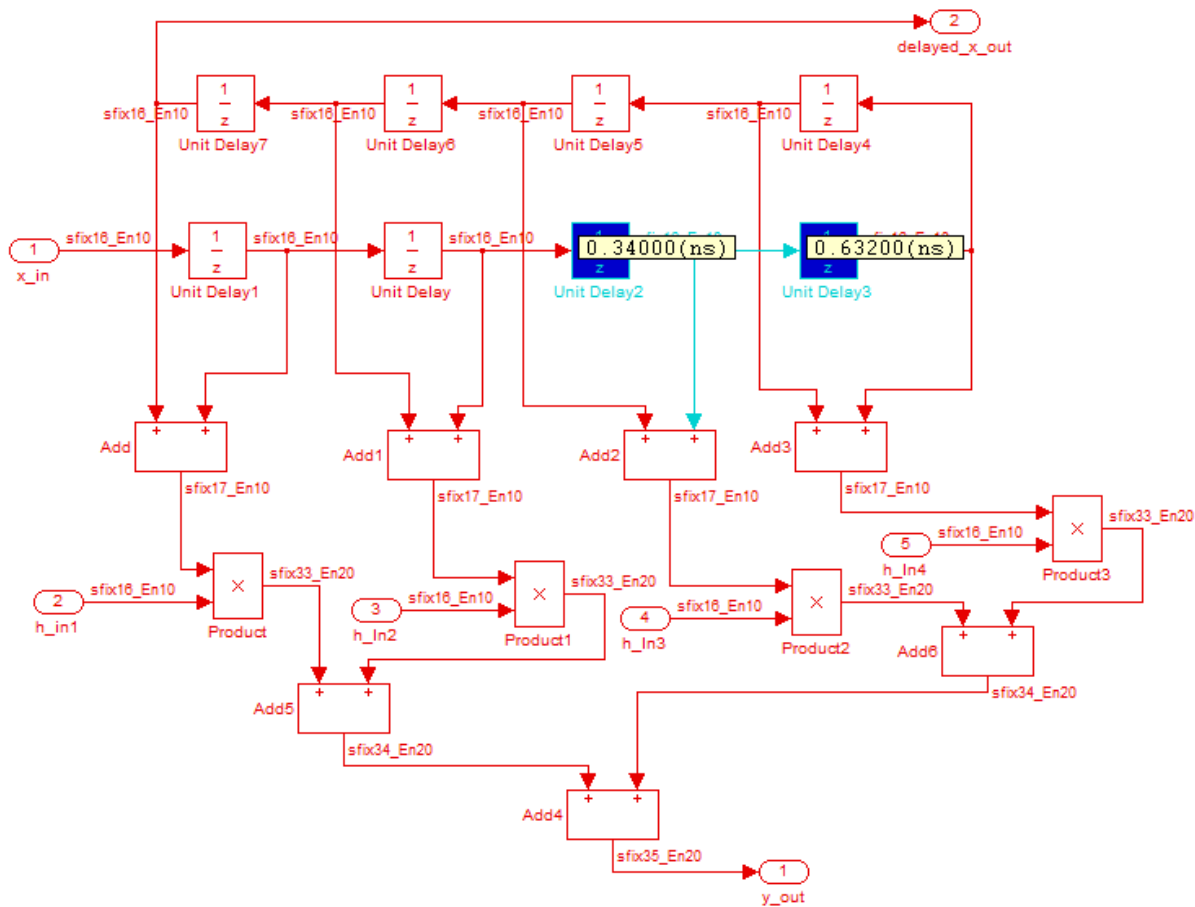 2
delayed_x_out
1
z
1
z
1
z
1
z
sfix16_En10
sfix16_En10
sfix16_En10
sfix16_En10
Unit Delay7
Unit Delay6
Unit Delay5
Unit Delay4
1
x_in
sfix16_En10
1
z
sfix16_En10
1
z
sfix16_En10
0.34000(ns)
z
0.63200(ns)
z
Unit Delay1
Unit Delay
Unit Delay2
Unit Delay3
+ +
Add
+ +
Add1
+ +
Add2
+ +
Add3
sfix17_En10
sfix17_En10
sfix17_En10
sfix17_En10
5
h_In4
sfix16_En10
×
sfix33_En20
Product3
2
h_in1
sfix16_En10
×
sfix33_En20
Product
3
h_In2
sfix16_En10
×
sfix33_En20
Product1
4
h_In3
sfix16_En10
×
sfix33_En20
Product2
+ +
Add6
sfix34_En20
+ +
Add5
sfix34_En20
+ +
Add4
sfix35_En20
1
y_out